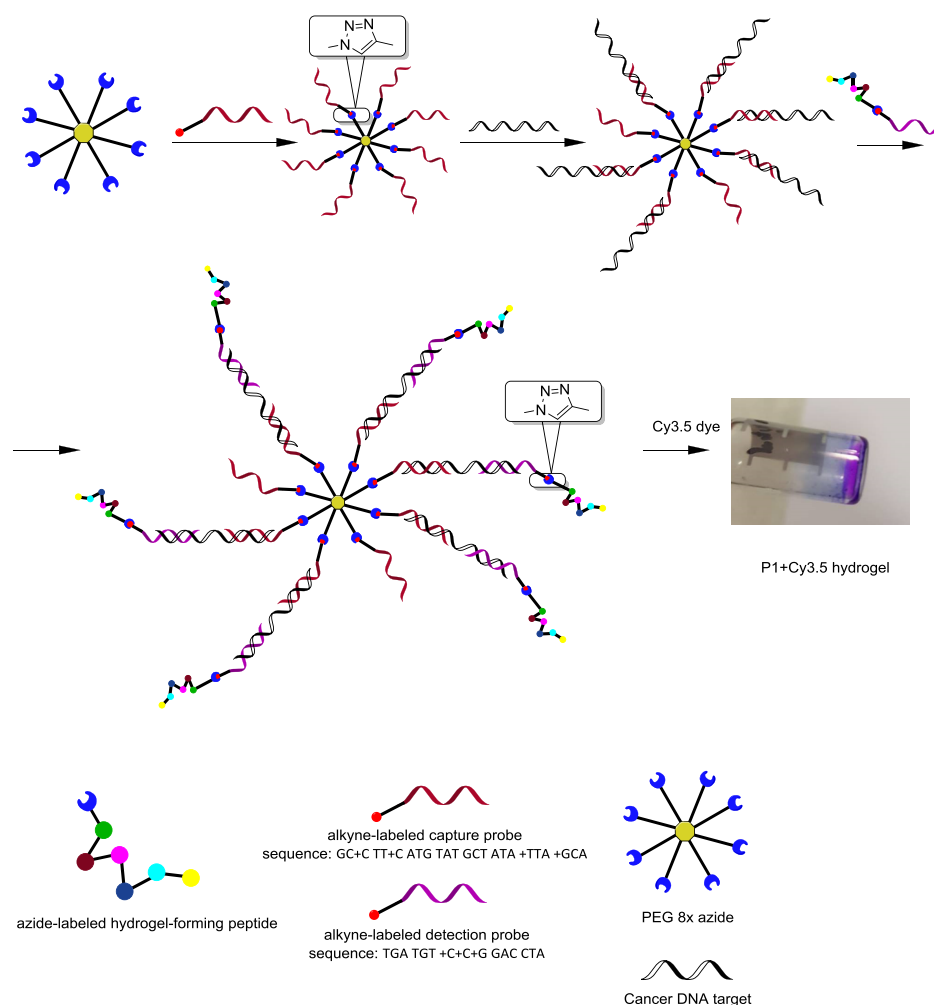 N=N
N
N=N
N
Cy3.5 dye
P1+Cy3.5 hydrogel
alkyne-labeled capture probe
sequence: GC+C TT+C ATG TAT GCT ATA +TTA +GCA
azide-labeled hydrogel-forming peptide
alkyne-labeled detection probe
sequence: TGA TGT +C+C+G GAC CTA
PEG 8x azide
Cancer DNA target